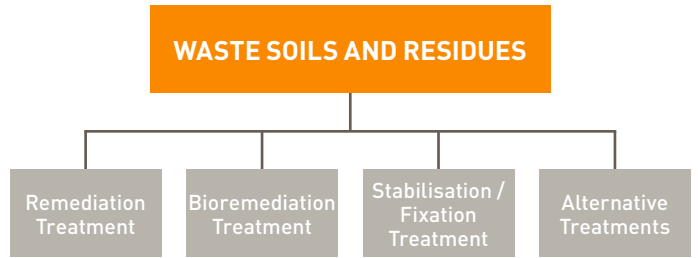 WASTE SOILS AND RESIDUES
Remediation
Treatment
Bioremediation
Treatment
Stabilisation /
Fixation
Treatment
Alternative
Treatments